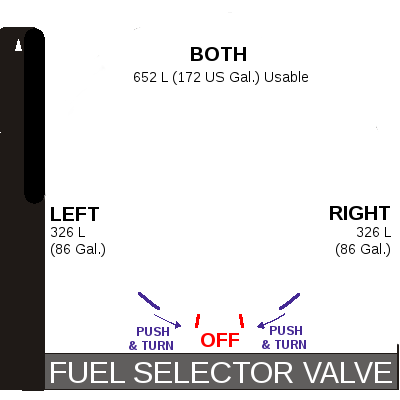 BOTH
652 L (172 US Gal.) Usable
LEFT
326 L
(86 Gal.)
RIGHT
326 L
(86 Gal.)
PUSH
& TURN
OFF
PUSH
& TURN
FUEL SELECTOR VALVE